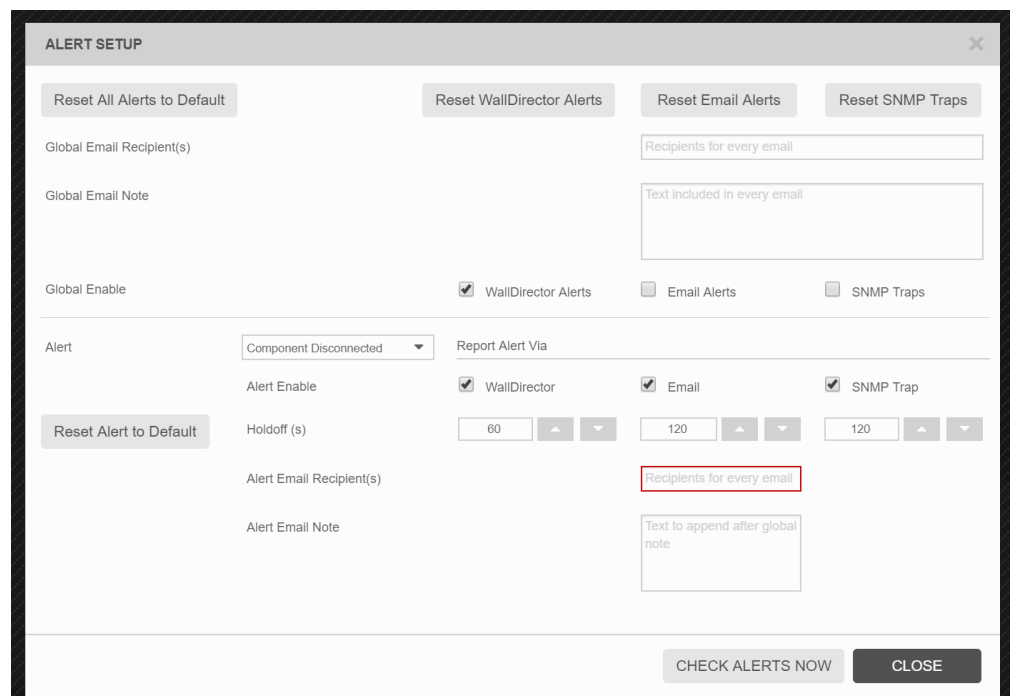 ALERT SETUP
Reset All Alerts to Default
Reset WallDirector Alerts
Reset Email Alerts
Reset SNMP Traps
Global Email Recipient(s)
Recipients for every email
Global Email Note
Text included in every email
Global Enable
WallDirector Alerts
Email Alerts
SNMP Traps
Alert
Component Disconnected
Report Alert Via
Alert Enable
WallDirector
Email
SNMP Trap
Reset Alert to Default
Holdoff (s)
60
120
120
Alert Email Recipient(s)
Recipients for every email
Alert Email Note
Text to append after global
note
CHECK ALERTS NOW
CLOSE